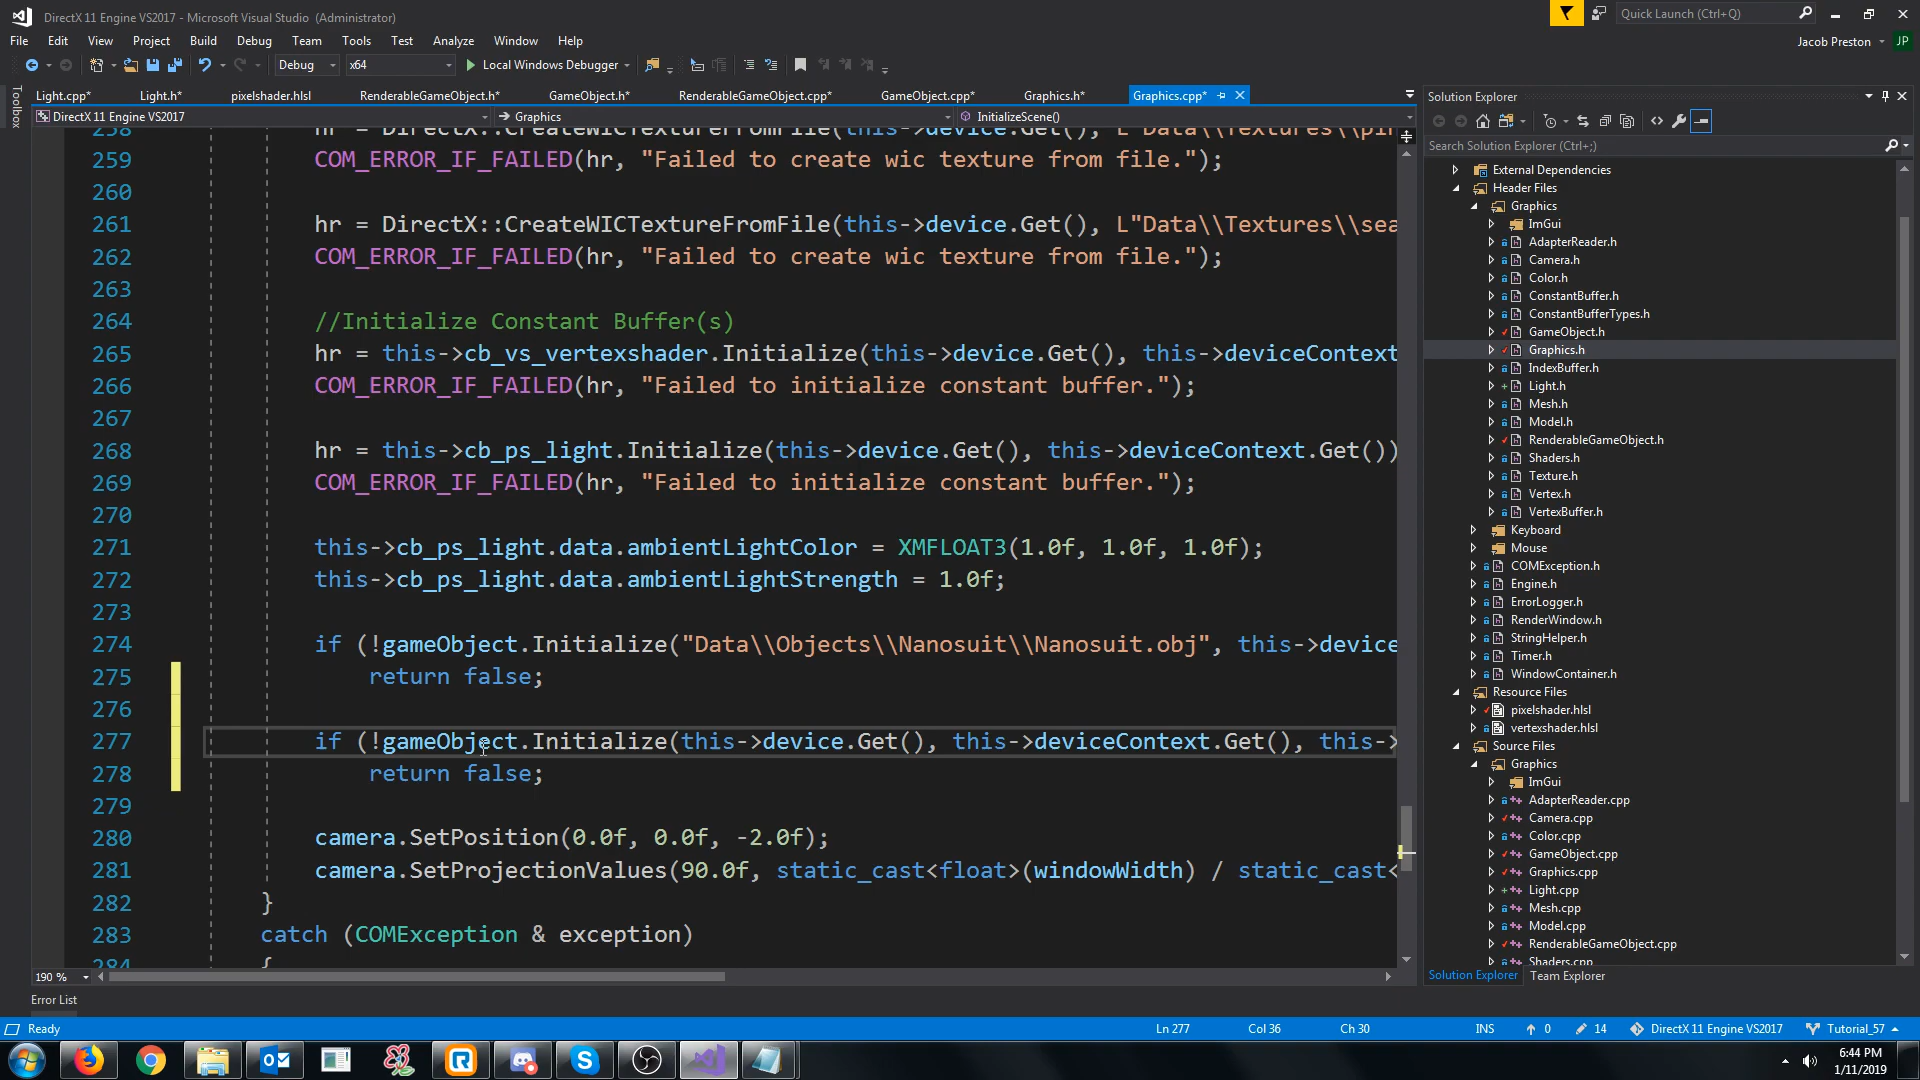 DirectX 11 Engine VS2017 - Microsoft Visual Studio (Administrator)
Quick Launch (Ctrl+Q)
File Edit View Project Build Debug Team Tools Test Analyze Window Help
Jacob Preston JP
Debug x64 Local Windows Debugger
Toolbox
Light.cpp* Light.h* pixelshader.hlsl RenderableGameObject.h* GameObject.h* RenderableGameObject.cpp* GameObject.cpp* Graphics.h* Graphics.cpp*
DirectX 11 Engine VS2017 Graphics InitializeScene()
258 hr = DirectX::CreateWICTextureFromFile(this->device.Get(), L"Data\\Textures\\pi
259 COM_ERROR_IF_FAILED(hr, "Failed to create wic texture from file.");
260
261 hr = DirectX::CreateWICTextureFromFile(this->device.Get(), L"Data\\Textures\\sea
262 COM_ERROR_IF_FAILED(hr, "Failed to create wic texture from file.");
263
264 //Initialize Constant Buffer(s)
265 hr = this->cb_vs_vertexshader.Initialize(this->device.Get(), this->deviceContext
266 COM_ERROR_IF_FAILED(hr, "Failed to initialize constant buffer.");
267
268 hr = this->cb_ps_light.Initialize(this->device.Get(), this->deviceContext.Get())
269 COM_ERROR_IF_FAILED(hr, "Failed to initialize constant buffer.");
270
271 this->cb_ps_light.data.ambientLightColor = XMFLOAT3(1.0f, 1.0f, 1.0f);
272 this->cb_ps_light.data.ambientLightStrength = 1.0f;
273
274 if (!gameObject.Initialize("Data\\Objects\\Nanosuit\\Nanosuit.obj", this->device
275 return false;
276
277 if (!gameObject.Initialize(this->device.Get(), this->deviceContext.Get(), this->
278 return false;
279
280 camera.SetPosition(0.0f, 0.0f, -2.0f);
281 camera.SetProjectionValues(90.0f, static_cast<float>(windowWidth) / static_cast<
282 }
283 catch (COMException & exception)
284 {
190 %
Error List
Ready Ln 277 Col 36 Ch 30 INS 0 14 DirectX 11 Engine VS2017 Tutorial_57
Solution Explorer
Search Solution Explorer (Ctrl+;)
External Dependencies
Header Files
Graphics
ImGui
AdapterReader.h
Camera.h
Color.h
ConstantBuffer.h
ConstantBufferTypes.h
GameObject.h
Graphics.h
IndexBuffer.h
Light.h
Mesh.h
Model.h
RenderableGameObject.h
Shaders.h
Texture.h
Vertex.h
VertexBuffer.h
Keyboard
Mouse
COMException.h
Engine.h
ErrorLogger.h
RenderWindow.h
StringHelper.h
Timer.h
WindowContainer.h
Resource Files
pixelshader.hlsl
vertexshader.hlsl
Source Files
Graphics
ImGui
AdapterReader.cpp
Camera.cpp
Color.cpp
GameObject.cpp
Graphics.cpp
Light.cpp
Mesh.cpp
Model.cpp
RenderableGameObject.cpp
Shaders.cpp
Solution Explorer Team Explorer
6:44 PM
1/11/2019